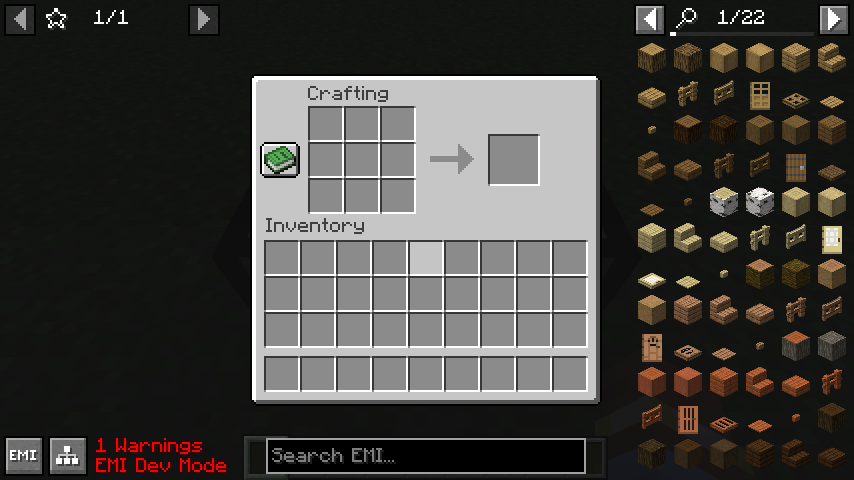 1/1
1/22
Crafting
Inventory
EMI
1 Warnings
EMI Dev Mode
Search EMI...